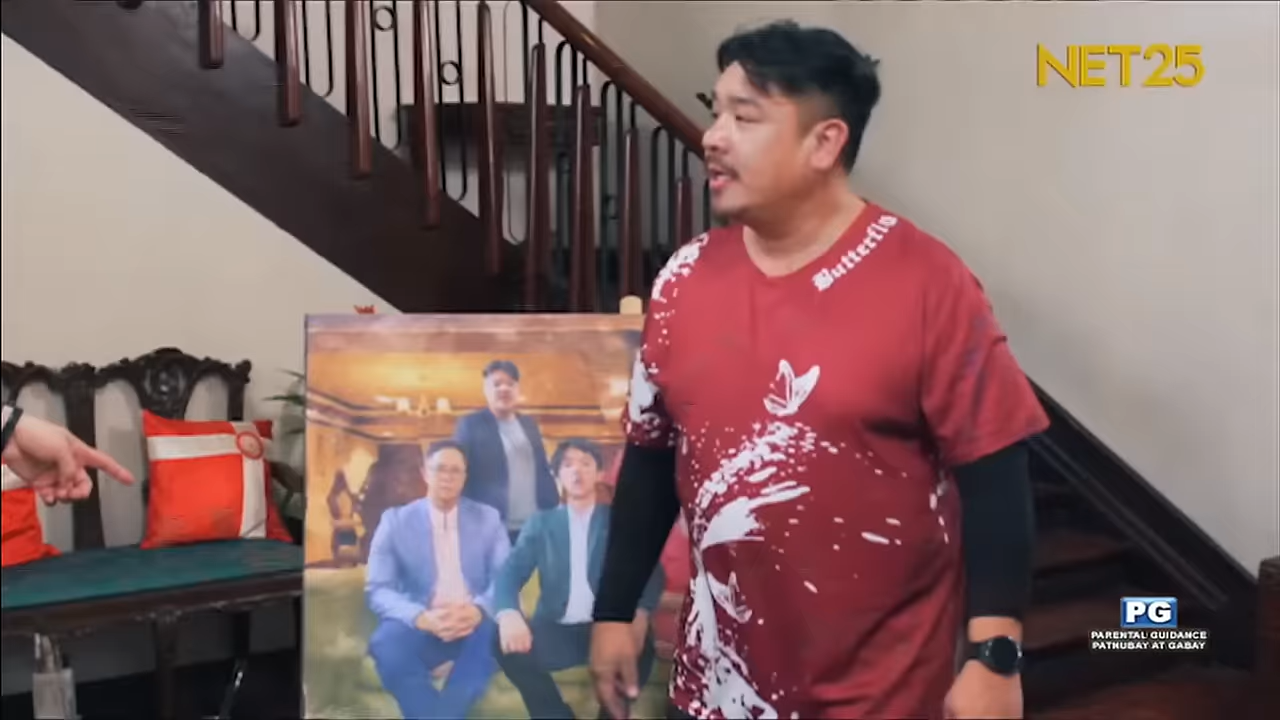 NET25
Butterfly
PG
PARENTAL GUIDANCE
PATNUBAY AT GABAY